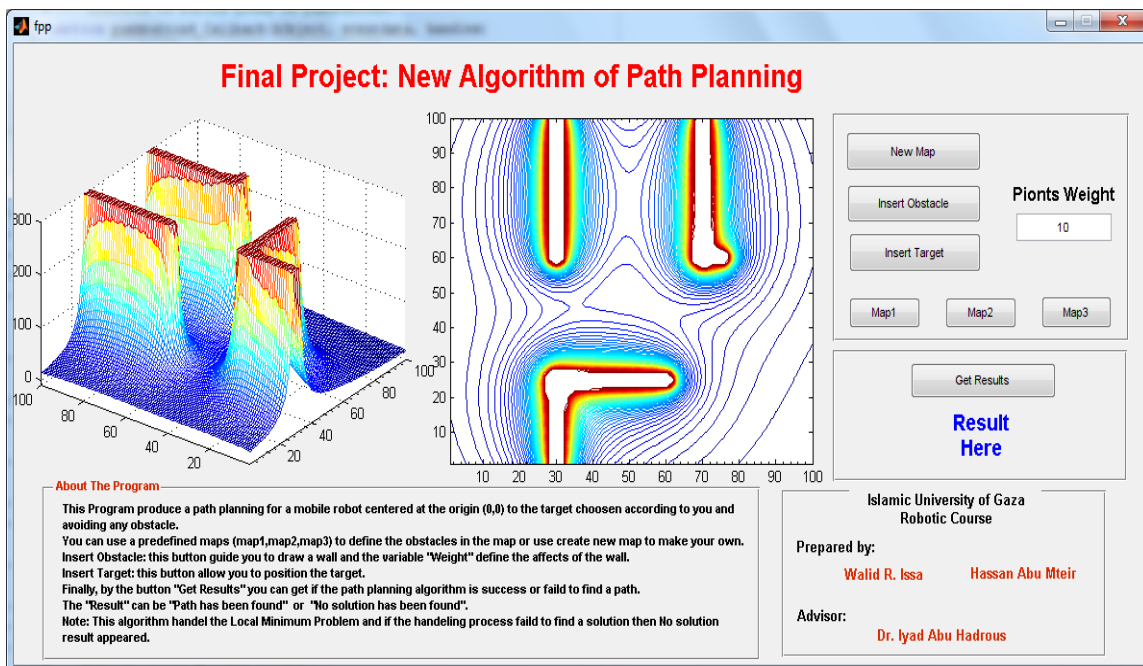 fpp
Final Project: New Algorithm of Path Planning
300
200
100
0
100
80
60
40
20
20
40
60
80
100
100
90
80
70
60
50
40
30
20
10
10 20 30 40 50 60 70 80 90 100
New Map
Insert Obstacle
Insert Target
Pionts Weight
10
Map1
Map2
Map3
Get Results
Result
Here
About The Program
This Program produce a path planning for a mobile robot centered at the origin (0,0) to the target choosen according to you and
avoiding any obstacle.
You can use a predefined maps (map1,map2,map3) to define the obstacles in the map or use create new map to make your own.
Insert Obstacle: this button guide you to draw a wall and the variable "Weight" define the affects of the wall.
Insert Target: this button allow you to position the target.
Finally, by the button "Get Results" you can get if the path planning algorithm is success or faild to find a path.
The "Result" can be "Path has been found" or "No solution has been found".
Note: This algorithm handel the Local Minimum Problem and if the handeling process faild to find a solution then No solution
result appeared.
Islamic University of Gaza
Robotic Course
Prepared by:
Walid R. Issa
Hassan Abu Mteir
Advisor:
Dr. Iyad Abu Hadrous